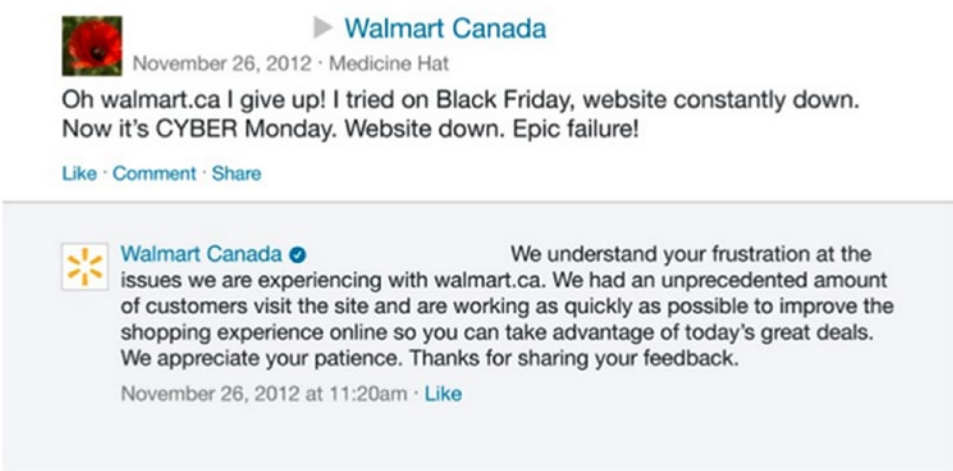 ▶ Walmart Canada
November 26, 2012 · Medicine Hat
Oh walmart.ca I give up! I tried on Black Friday, website constantly down.
Now it's CYBER Monday. Website down. Epic failure!
Like · Comment · Share
Walmart Canada We understand your frustration at the
issues we are experiencing with walmart.ca. We had an unprecedented amount
of customers visit the site and are working as quickly as possible to improve the
shopping experience online so you can take advantage of today's great deals.
We appreciate your patience. Thanks for sharing your feedback.
November 26, 2012 at 11:20am · Like